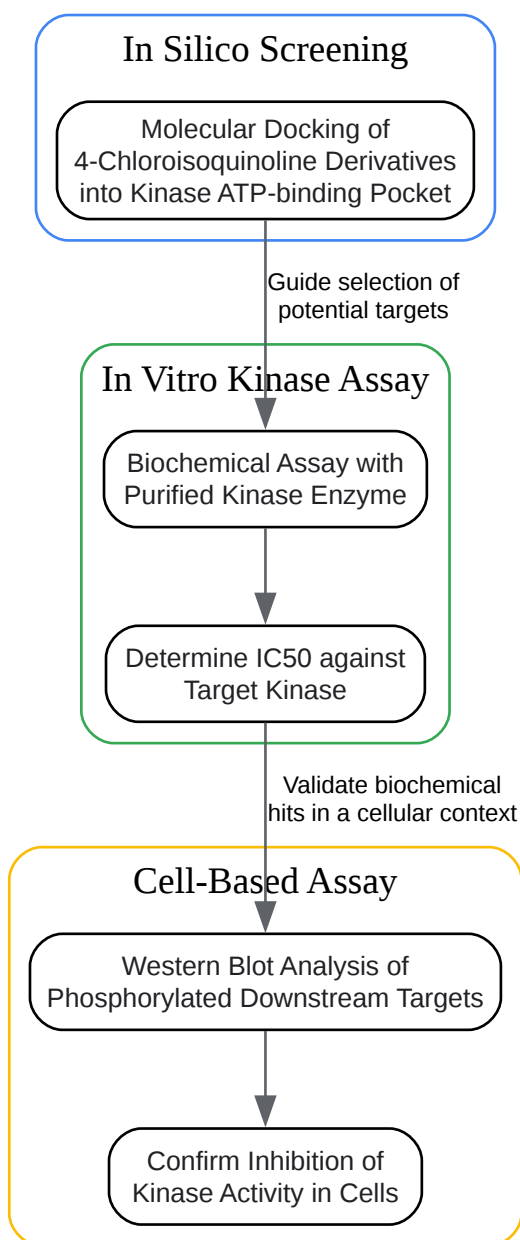 In Silico Screening
Molecular Docking of
4-Chloroisoquinoline Derivatives
into Kinase ATP-binding Pocket
Guide selection of
potential targets
In Vitro Kinase Assay
Biochemical Assay with
Purified Kinase Enzyme
Determine IC50 against
Target Kinase
Validate biochemical
hits in a cellular context
Cell-Based Assay
Western Blot Analysis of
Phosphorylated Downstream Targets
Confirm Inhibition of
Kinase Activity in Cells